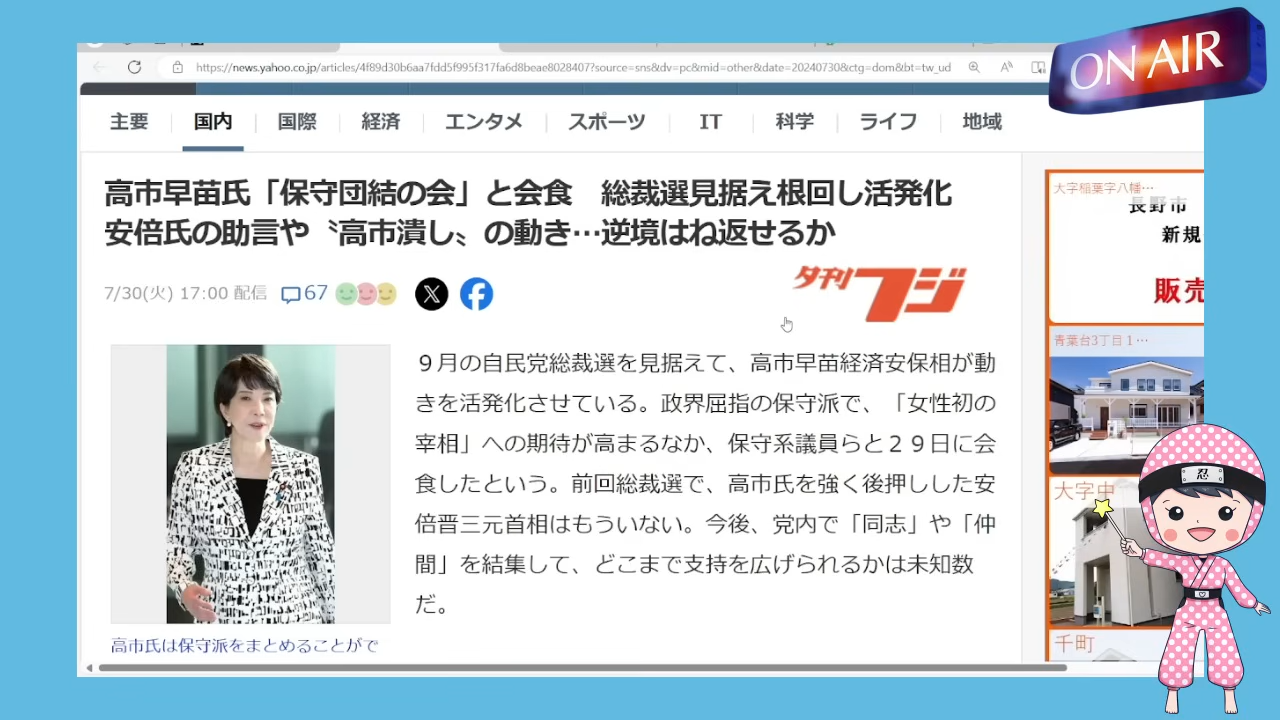 ON AIR
https://news.yahoo.co.jp/articles/4f89d30b6aa7fdd5f995f317fa6d8beae8028407?source=sns&dv=pc&mid=other&date=20240730&ctg=dom&bt=tw_ud
主要 国内 国際 経済 エンタメ スポーツ IT 科学 ライフ 地域
高市早苗氏「保守団結の会」と会食　総裁選見据え根回し活発化
安倍氏の助言や〝高市潰し〟の動き…逆境はね返せるか
7/30(火) 17:00 配信 67
夕刊フジ
９月の自民党総裁選を見据えて、高市早苗経済安保相が動
きを活発化させている。政界屈指の保守派で、「女性初の
宰相」への期待が高まるなか、保守系議員らと２９日に会
食したという。前回総裁選で、高市氏を強く後押しした安
倍晋三元首相はもういない。今後、党内で「同志」や「仲
間」を結集して、どこまで支持を広げられるかは未知数
だ。
高市氏は保守派をまとめることがで
大字稲葉字八幡…
長野市
新規
販売
青葉台3丁目１…
大字中
千町
忍